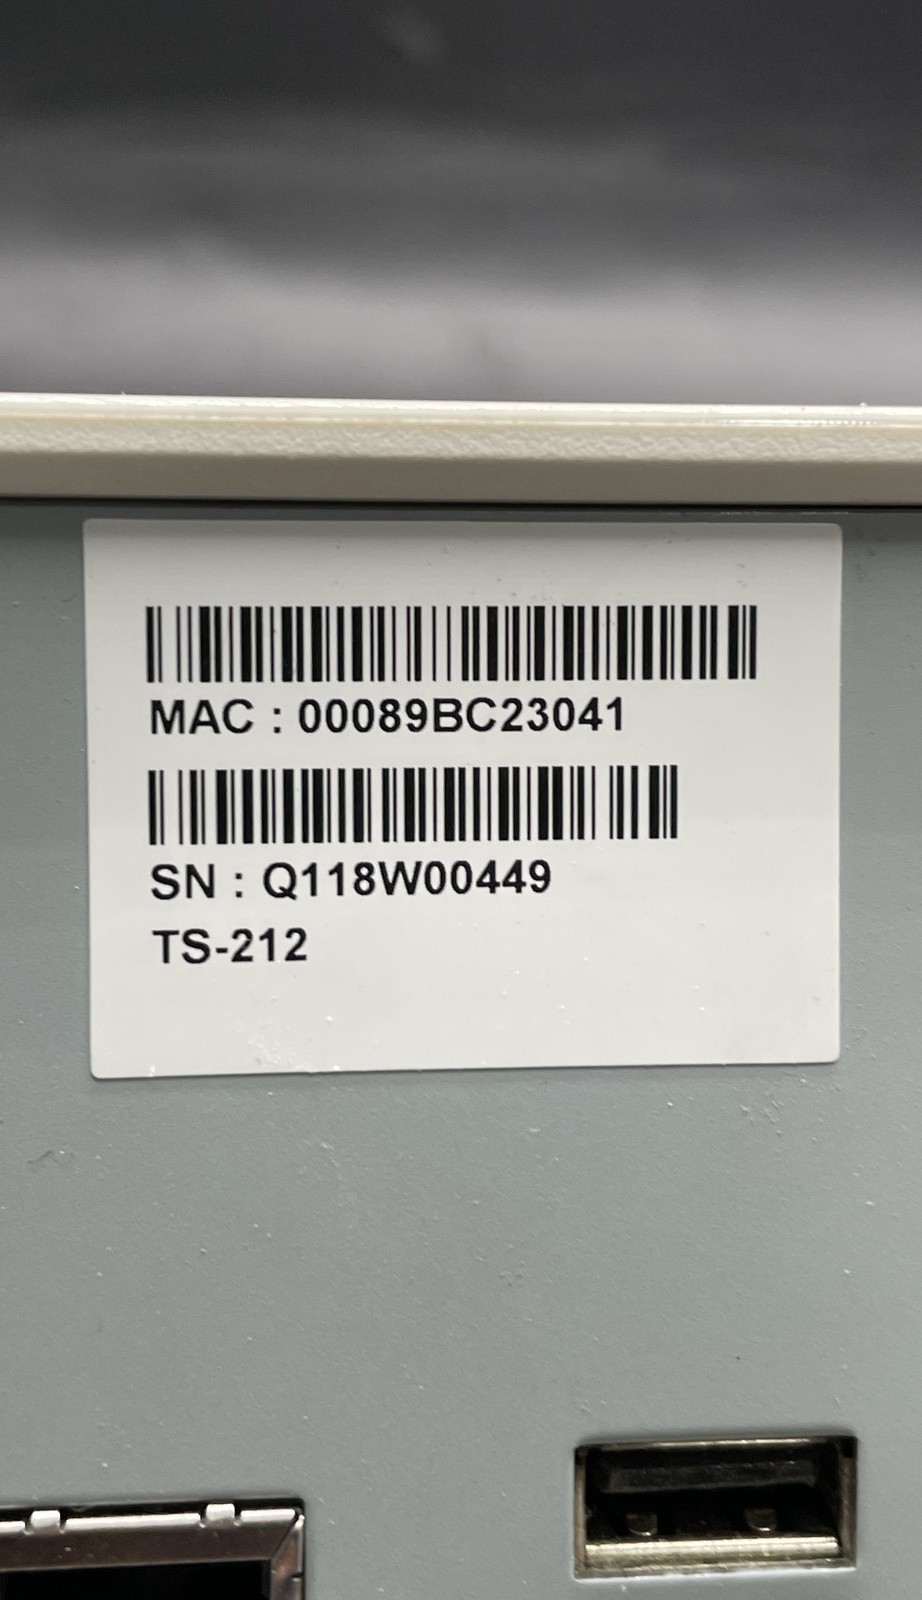 MAC : 00089BC23041
SN : Q118W00449
TS-212